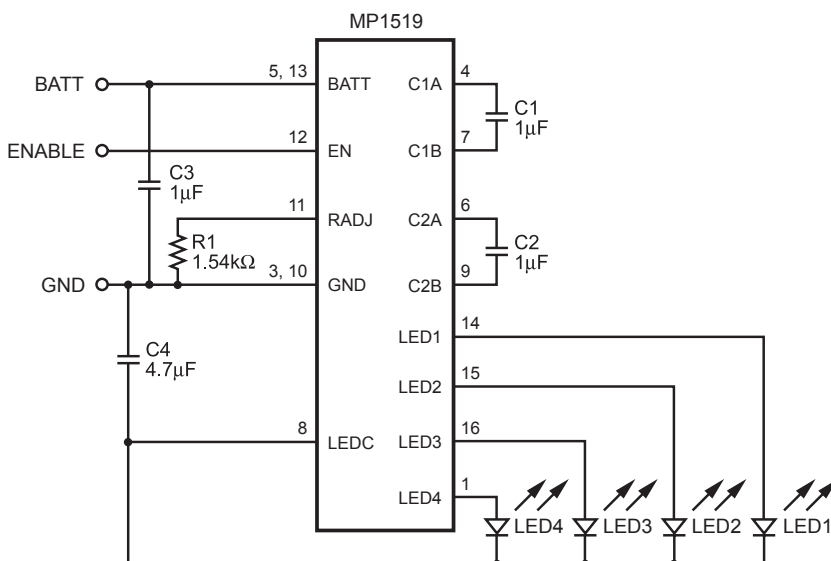 MP1519
BATT
5, 13
BATT
C1A
4
C1
1μF
ENABLE
12
EN
C1B
7
C3
1μF
11
RADJ
C2A
6
R1
1.54kΩ
C2
1μF
GND
3, 10
GND
C2B
9
LED1
14
C4
4.7μF
LED2
15
8
LEDC
LED3
16
LED4
1
LED4
LED3
LED2
LED1